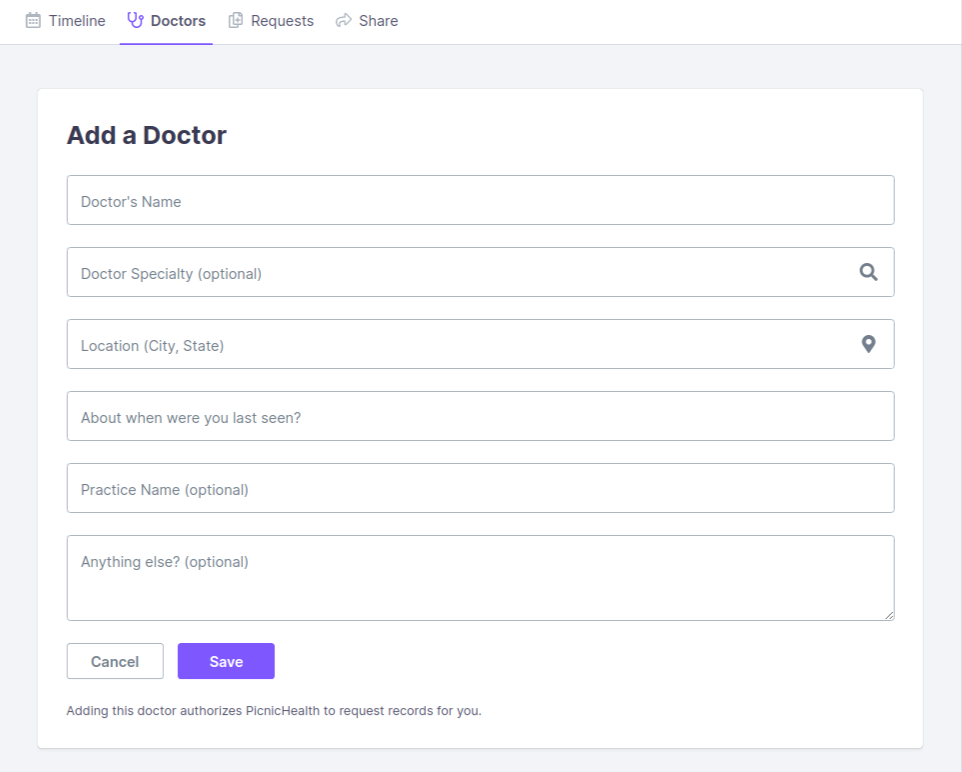 Timeline Doctors Requests Share
Add a Doctor
Doctor's Name
Doctor Specialty (optional)
Location (City, State)
About when were you last seen?
Practice Name (optional)
Anything else? (optional)
Cancel Save
Adding this doctor authorizes PicnicHealth to request records for you.